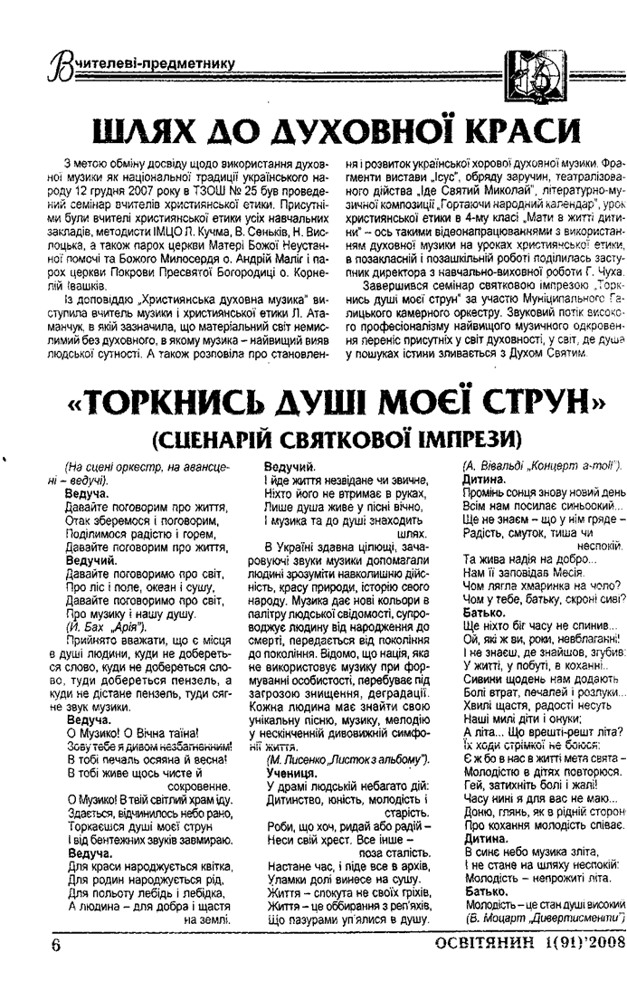 Вчителеві-предметнику
ШЛЯХ ДО ДУХОВНОЇ КРАСИ
З метою обміну досвіду щодо використання духов-
ної музики як національної традиції українського на-
роду 12 грудня 2007 року в ТЗОШ № 25 був проведе-
ний семінар вчителів християнської етики. Присутні-
ми були вчителі християнської етики усіх навчальних
закладів, методисти ІМЦО Л. Кучма, В. Сеньків, Н. Вис-
лоцька, а також парох церкви Матері Божої Неустан-
ної помочі та Божого Милосердя о. Андрій Маліг і па-
рох церкви Покрови Пресвятої Богородиці о. Корне-
лій Івашків.
Із доповіддю „Християнська духовна музика" ви-
ступила вчитель музики і християнської етики Л. Ата-
манчук, в якій зазначила, що матеріальний світ немис-
лимий без духовного, в якому музика – найвищий вияв
людської сутності. А також розповіла про становлен-
ня і розвиток української хорової духовної музики. Фра-
гменти вистави „Ісус", обряду заручин, театралізова-
ного дійства „Іде Святий Миколай", літературно-му-
зичної композиції „Гортаючи народний календар", урок
християнської етики в 4-му класі „Мати в житті дити-
ни" – ось такими відеонапрацюваннями з використан-
ням духовної музики на уроках християнської етики,
в позакласній і позашкільній роботі поділилась засту-
пник директора з навчально-виховної роботи Г. Чуха.
Завершився семінар святковою імпрезою „Торк-
нись душі моєї струн" за участю Муніципального Га-
лицького камерного оркестру. Звуковий потік високо-
го професіоналізму найвищого музичного одкровен-
ня переніс присутніх у світ духовності, у світ, де душа
у пошуках істини зливається з Духом Святим.
«ТОРКНИСЬ ДУШІ МОЄЇ СТРУН»
(СЦЕНАРІЙ СВЯТКОВОЇ ІМПРЕЗИ)
(На сцені оркестр, на авансце-
ні – ведучі).
Ведуча.
Давайте поговорим про життя,
Отак зберемося і поговорим,
Поділимося радістю і горем,
Давайте поговорим про життя,
Ведучий.
Давайте поговоримо про світ,
Про ліс і поле, океан і сушу,
Давайте поговоримо про світ,
Про музику і нашу душу.
(Й. Бах „Арія").
Прийнято вважати, що є місця
в душі людини, куди не добереть-
ся слово, куди не добереться сло-
во, туди добереться пензель, а
куди не дістане пензель, туди сяг-
не звук музики.
Ведуча.
О Музико! О Вічна таїна!
Зову тебе я дивом незбагненним!
В тобі печаль осяяна й весна!
В тобі живе щось чисте й
сокровенне.
О Музико! В твій світлий храм іду.
Здається, відчинилось небо рано,
Торкаєшся душі моєї струн
І від бентежних звуків завмираю.
Ведуча.
Для краси народжується квітка,
Для родин народжується рід,
Для польоту лебідь і лебідка,
А людина – для добра і щастя
на землі.
Ведучий.
І йде життя незвідане чи звичне,
Ніхто його не втримає в руках,
Лише душа живе у пісні вічно,
І музика та до душі знаходить
шлях.
В Україні здавна цілющі, зача-
ровуючі звуки музики допомагали
людині зрозуміти навколишню дійс-
ність, красу природи, історію свого
народу. Музика дає нові кольори в
палітру людської свідомості, супро-
воджує людину від народження до
смерті, передається від покоління
до покоління. Відомо, що нація, яка
не використовує музику при фор-
муванні особистості, перебуває під
загрозою знищення, деградації.
Кожна людина має знайти свою
унікальну пісню, музику, мелодію
у нескінченній дивовижній симфо-
нії життя.
(М. Лисенко „Листок з альбому").
Учениця.
У драмі людській небагато дій:
Дитинство, юність, молодість і
старість.
Роби, що хоч, ридай або радій –
Неси свій хрест. Все інше –
поза сталість.
Настане час, і піде все в архів,
Уламки долі винесе на сушу.
Життя – спокута не своїх гріхів,
Життя – це оббирання з реп'яхів,
Що пазурами уп'ялися в душу.
(А. Вівальді „Концерт a-moll").
Дитина.
Промінь сонця знову новий день
Всім нам посилає синьоокий...
Ще не знаєм – що у нім гряде –
Радість, смуток, тиша чи
неспокій.
Та жива надія на добро...
Нам її заповідав Месія.
Чом лягла хмаринка на чоло?
Чом у тебе, батьку, скроні сиві?
Батько.
Ще ніхто біг часу не спинив...
Ой, які ж ви, роки, невблаганні!
І не знаєш, де знайшов, згубив:
У житті, у побуті, в коханні..
Сивини щодень нам додають
Болі втрат, печалей і розлуки...
Хвилі щастя, радості несуть
Наші милі діти і онуки;
А літа... Що врешті-решт літа?
Їх ходи стрімкої не боюся;
Є ж бо в нас в житті мета свята –
Молодістю в дітях повторюся.
Гей, затихніть болі і жалі!
Часу нині я для вас не маю...
Доню, глянь, як в рідній сторон
Про кохання молодість співає.
Дитина.
В синє небо музика зліта,
І не стане на шляху неспокій:
Молодість – непрожиті літа.
Батько.
Молодість – це стан душі високий
(В. Моцарт „Дивертисменти")
6
ОСВІТЯНИН 1(91)'2008